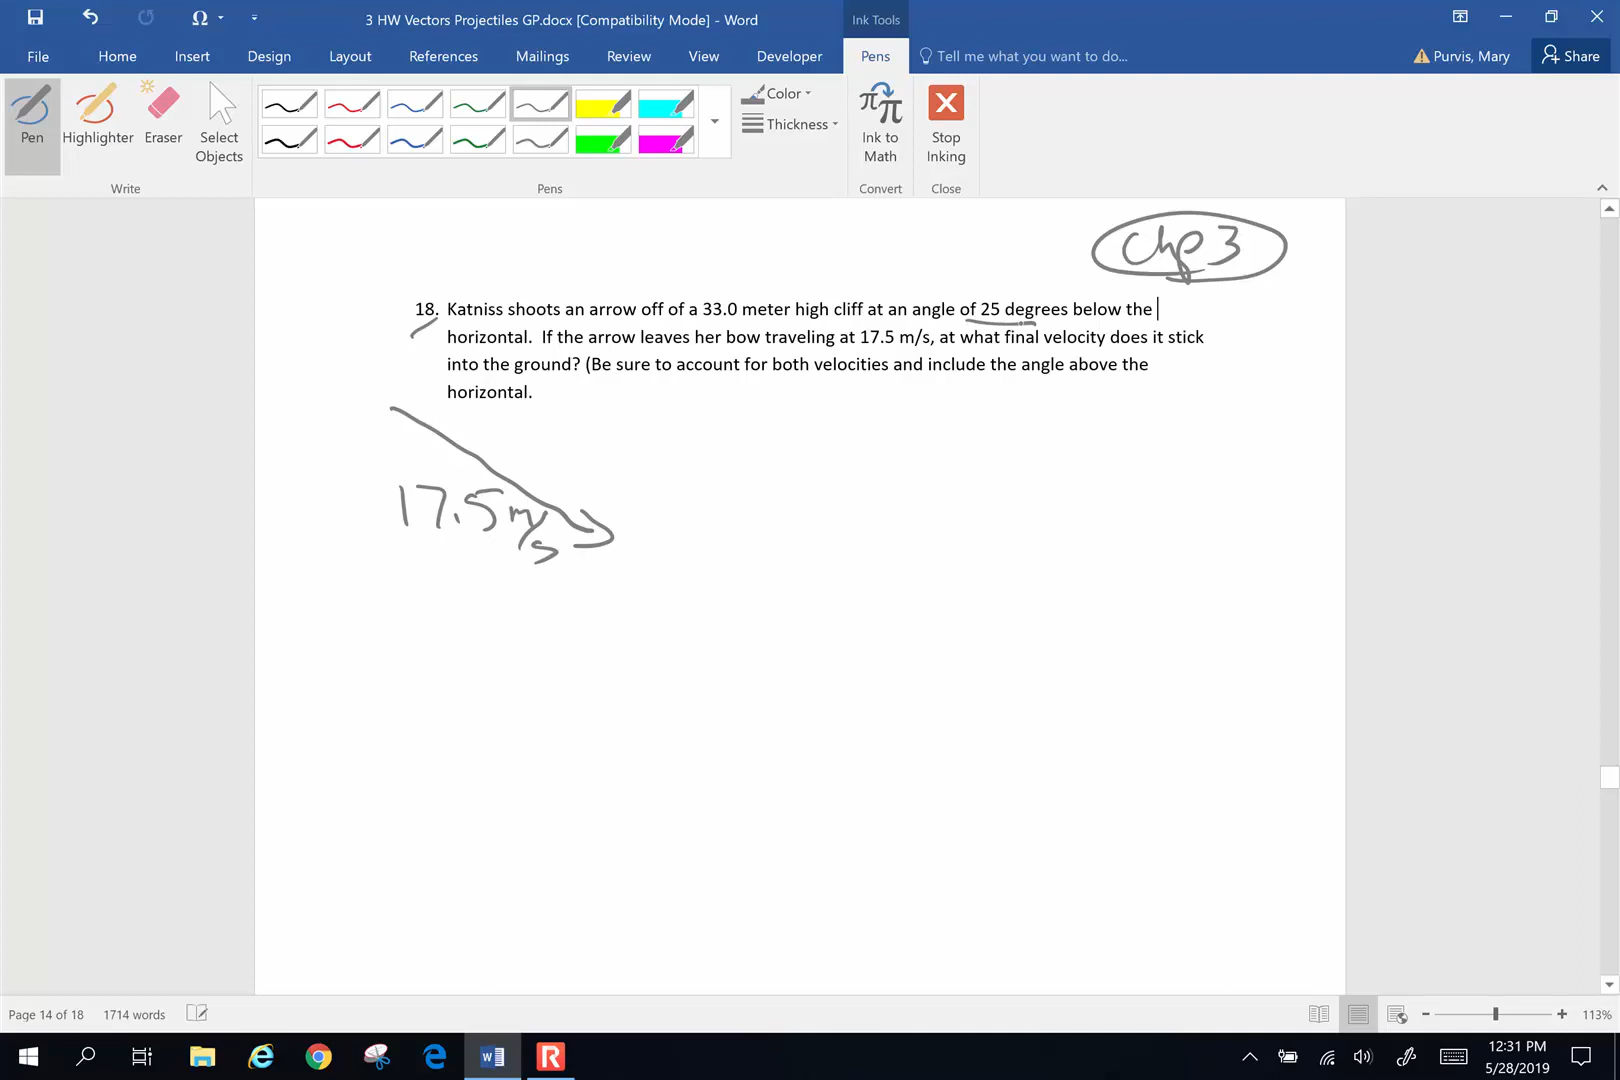 3 HW Vectors Projectiles GP.docx [Compatibility Mode] - Word
Ink Tools
File
Home
Insert
Design
Layout
References
Mailings
Review
View
Developer
Pens
Tell me what you want to do...
Purvis, Mary
Share
Pen
Highlighter
Eraser
Select
Objects
Write
Color
Thickness
Pens
Ink to
Math
Convert
Stop
Inking
Close
Chp 3
18. Katniss shoots an arrow off of a 33.0 meter high cliff at an angle of 25 degrees below the
horizontal. If the arrow leaves her bow traveling at 17.5 m/s, at what final velocity does it stick
into the ground? (Be sure to account for both velocities and include the angle above the
horizontal.
17.5 m/s
Page 14 of 18
1714 words
113%
12:31 PM
5/28/2019